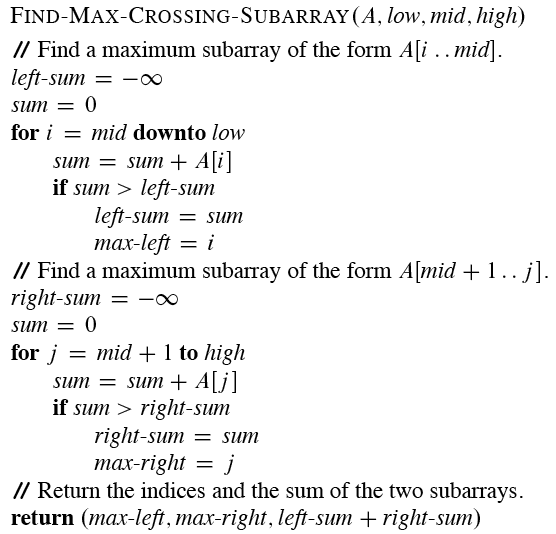 FIND-MAX-CROSSING-SUBARRAY(A, low, mid, high)
// Find a maximum subarray of the form A[i . . mid].
left-sum = −∞
sum = 0
for i = mid downto low
sum = sum + A[i]
if sum > left-sum
left-sum = sum
max-left = i
// Find a maximum subarray of the form A[mid + 1 . . j].
right-sum = −∞
sum = 0
for j = mid + 1 to high
sum = sum + A[j]
if sum > right-sum
right-sum = sum
max-right = j
// Return the indices and the sum of the two subarrays.
return (max-left, max-right, left-sum + right-sum)